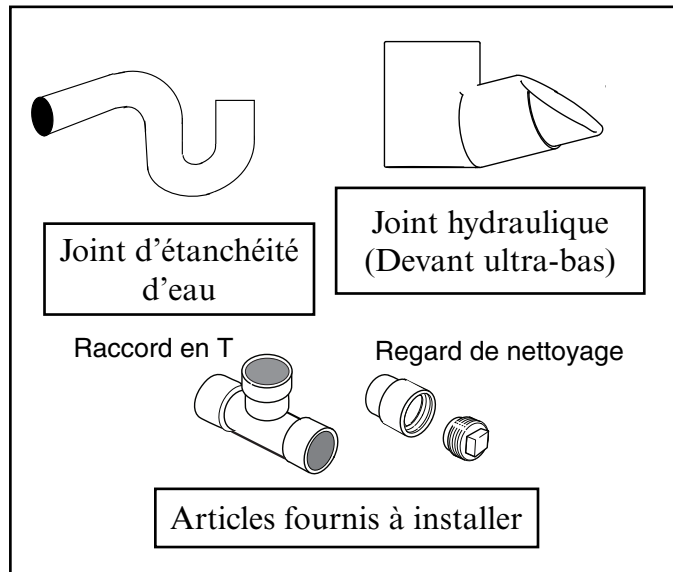 Joint d'étanchéité
d'eau
Joint hydraulique
(Devant ultra-bas)
Raccord en T
Regard de nettoyage
Articles fournis à installer